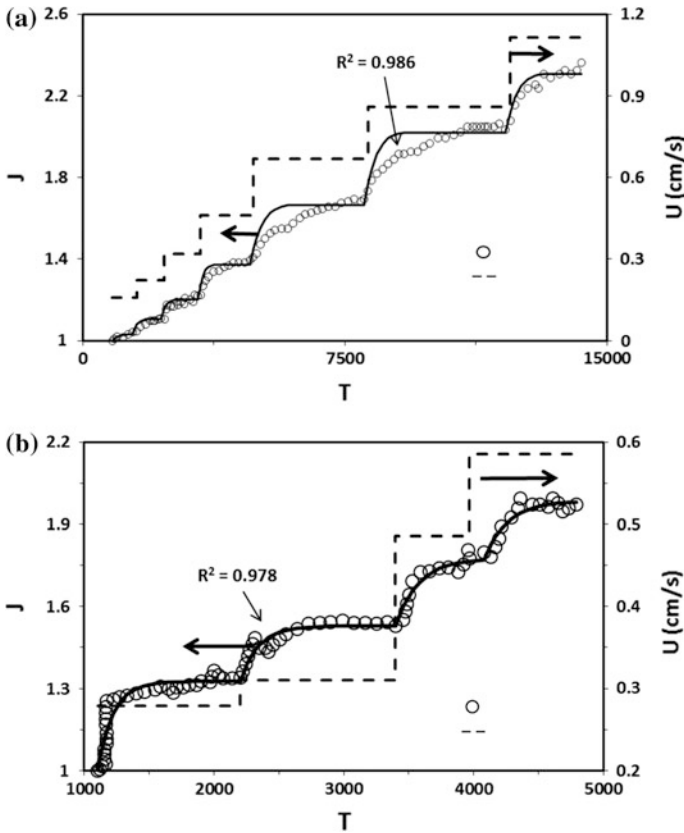 (a)
2.6
1.2
R² = 0.986
2.2
0.9
J
1.8
0.6
U (cm/s)
1.4
0.3
1
0
0
7500
15000
T
(b)
2.2
0.6
1.9
0.5
R² = 0.978
J
1.6
0.4
U (cm/s)
1.3
0.3
1
0.2
1000
2000
3000
4000
5000
T